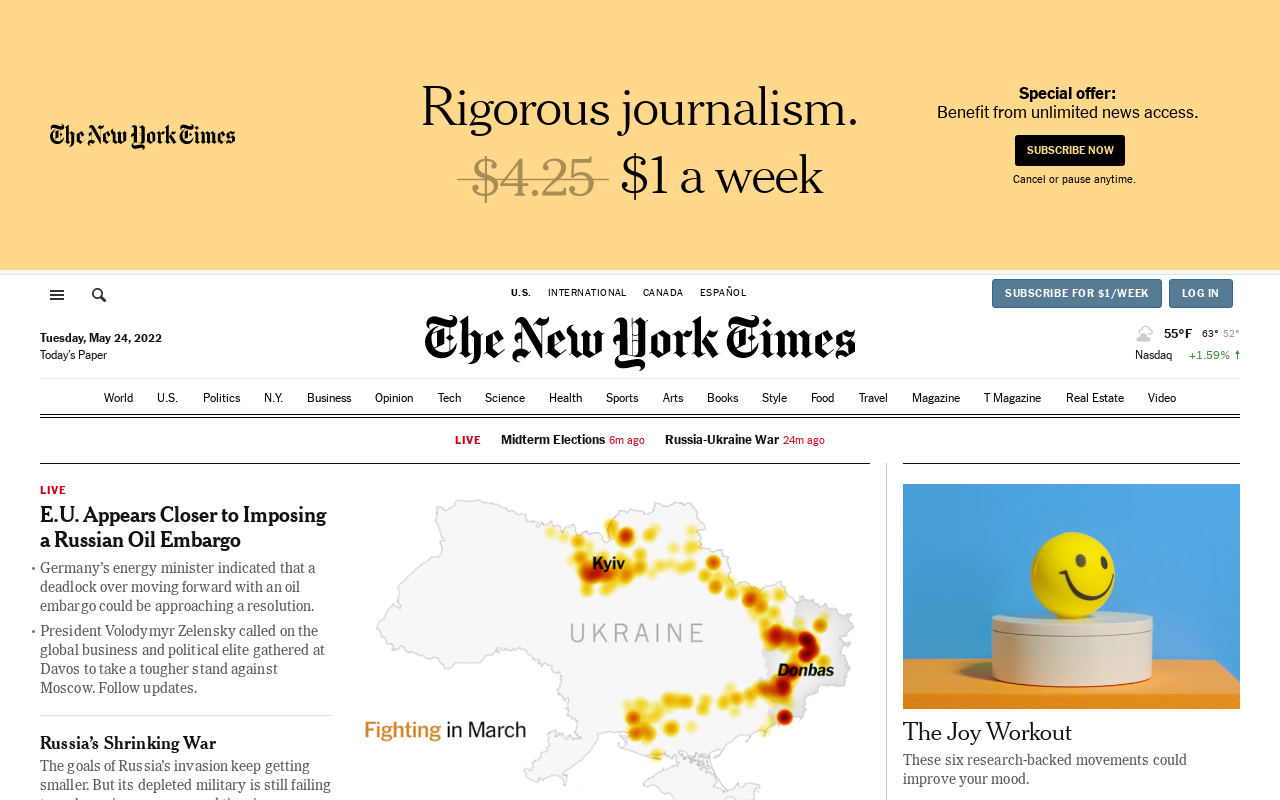 The New York Times
Rigorous journalism.
$4.25 $1 a week
Special offer:
Benefit from unlimited news access.
SUBSCRIBE NOW
Cancel or pause anytime.
U.S. INTERNATIONAL CANADA ESPAÑOL
SUBSCRIBE FOR $1/WEEK LOG IN
Tuesday, May 24, 2022
Today's Paper
The New York Times
55°F 63° 52°
Nasdaq +1.59% ↑
World U.S. Politics N.Y. Business Opinion Tech Science Health Sports Arts Books Style Food Travel Magazine T Magazine Real Estate Video
LIVE Midterm Elections 6m ago Russia-Ukraine War 24m ago
LIVE
E.U. Appears Closer to Imposing
a Russian Oil Embargo
• Germany's energy minister indicated that a
deadlock over moving forward with an oil
embargo could be approaching a resolution.
• President Volodymyr Zelensky called on the
global business and political elite gathered at
Davos to take a tougher stand against
Moscow. Follow updates.
Russia's Shrinking War
The goals of Russia's invasion keep getting
smaller. But its depleted military is still failing
Kyiv
UKRAINE
Donbas
Fighting in March
The Joy Workout
These six research-backed movements could
improve your mood.